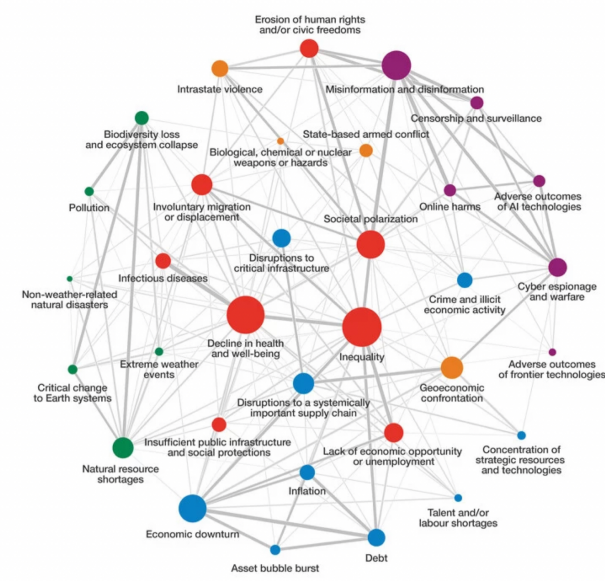 Erosion of human rights
and/or civic freedoms
Intrastate violence
Misinformation and disinformation
Censorship and surveillance
Biodiversity loss
and ecosystem collapse
State-based armed conflict
Biological, chemical or nuclear
weapons or hazards
Pollution
Involuntary migration
or displacement
Online harms
Adverse outcomes
of AI technologies
Societal polarization
Disruptions to
critical infrastructure
Infectious diseases
Non-weather-related
natural disasters
Crime and illicit
economic activity
Cyber espionage
and warfare
Decline in health
and well-being
Inequality
Critical change
to Earth systems
Extreme weather
events
Adverse outcomes
of frontier technologies
Geoeconomic
confrontation
Disruptions to a systemically
important supply chain
Insufficient public infrastructure
and social protections
Lack of economic opportunity
or unemployment
Concentration of
strategic resources
and technologies
Natural resource
shortages
Inflation
Talent and/or
labour shortages
Economic downturn
Debt
Asset bubble burst